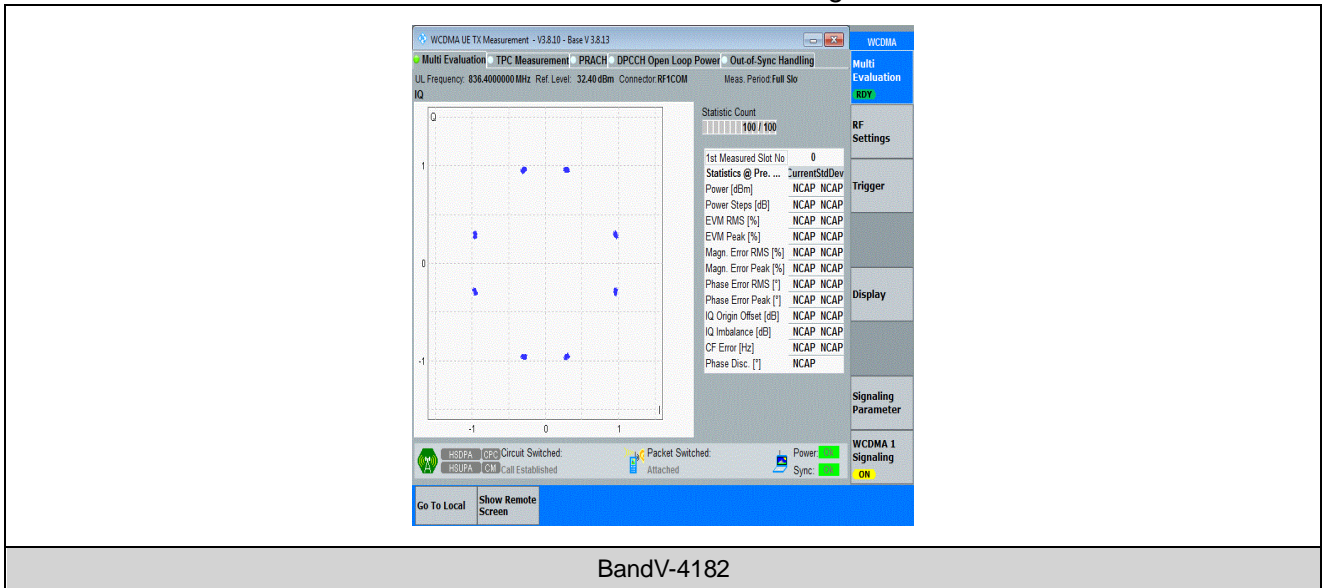 WCDMA UE TX Measurement - V3.8.10 - Base V 3.8.13
WCDMA
Multi Evaluation TPC Measurement PRACH DPCCH Open Loop Power Out-of-Sync Handling
UL Frequency: 836.4000000 MHz Ref. Level: 32.40 dBm Connector: RF1COM Meas. Period: Full Slo
IQ
Q
1
0
-1
-1 0 1
I
Statistic Count
100 / 100
1st Measured Slot No 0
Statistics @ Pre. ... CurrentStdDev
Power [dBm] NCAP NCAP
Power Steps [dB] NCAP NCAP
EVM RMS [%] NCAP NCAP
EVM Peak [%] NCAP NCAP
Magn. Error RMS [%] NCAP NCAP
Magn. Error Peak [%] NCAP NCAP
Phase Error RMS [°] NCAP NCAP
Phase Error Peak [°] NCAP NCAP
IQ Origin Offset [dB] NCAP NCAP
IQ Imbalance [dB] NCAP NCAP
CF Error [Hz] NCAP NCAP
Phase Disc. [°] NCAP
Multi
Evaluation
RDY
RF
Settings
Trigger
Display
Signaling
Parameter
WCDMA 1
Signaling
ON
HSDPA CPC Circuit Switched: Packet Switched: Power: Ok
HSUPA CM Call Established Attached Sync: Ok
Go To Local
Show Remote
Screen
BandV-4182